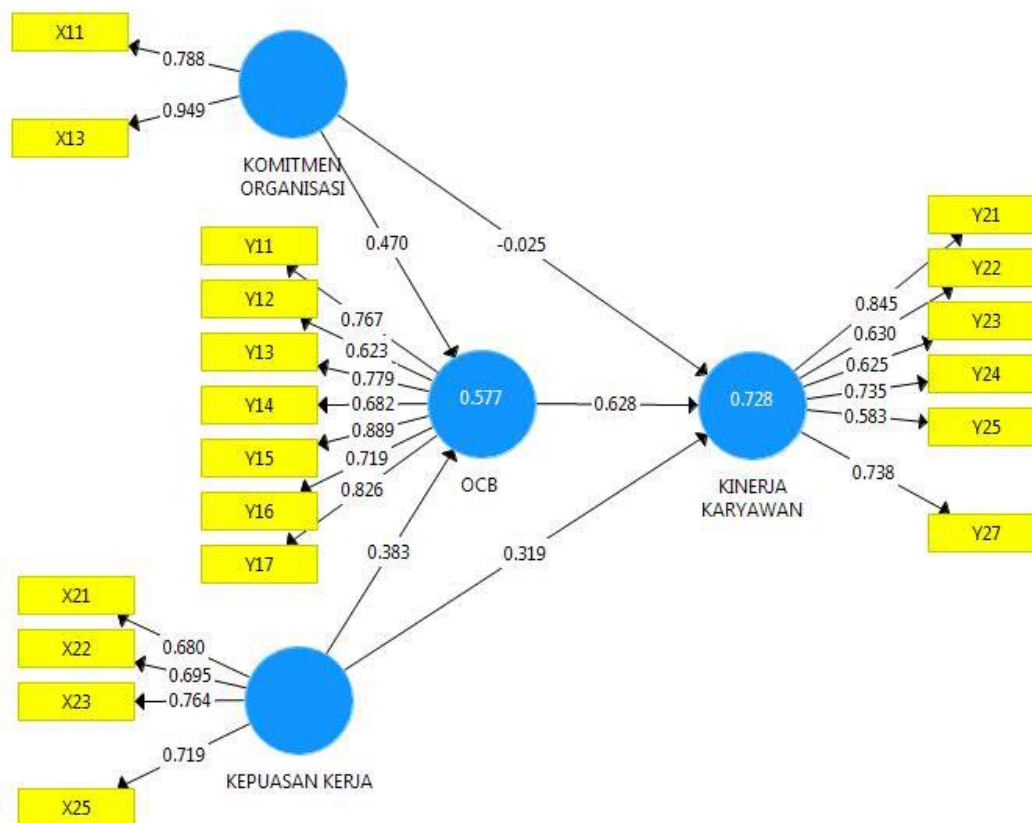 X11
0.788
0.949
X13
KOMITMEN
ORGANISASI
0.470
-0.025
Y11
Y12
Y13
Y14
Y15
Y16
Y17
0.767
0.623
0.779
0.682
0.889
0.719
0.826
0.577
OCB
0.628
0.728
KINERJA
KARYAWAN
Y21
Y22
Y23
Y24
Y25
Y27
0.845
0.630
0.625
0.735
0.583
0.738
0.383
0.319
X21
X22
X23
X25
0.680
0.695
0.764
0.719
KEPUASAN KERJA